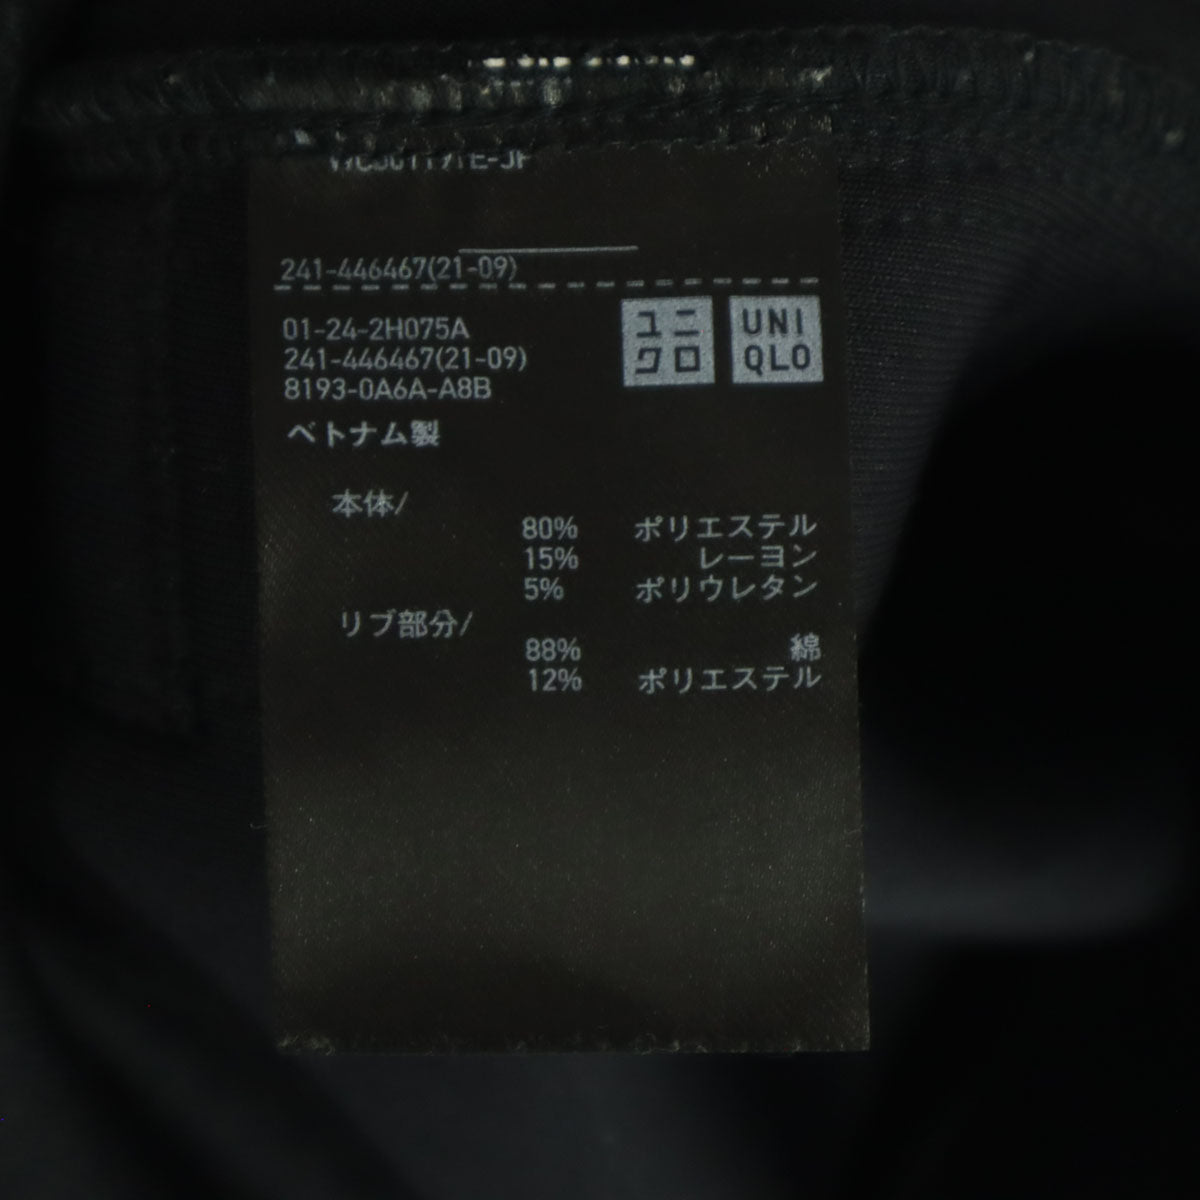 241-446467(21-09)
01-24-2H075A
241-446467(21-09)
8193-0A6A-A8B
ユニ
クロ
UNI
QLO
ベトナム製
本体/
80% ポリエステル
15% レーヨン
5% ポリウレタン
リブ部分/
88% 綿
12% ポリエステル